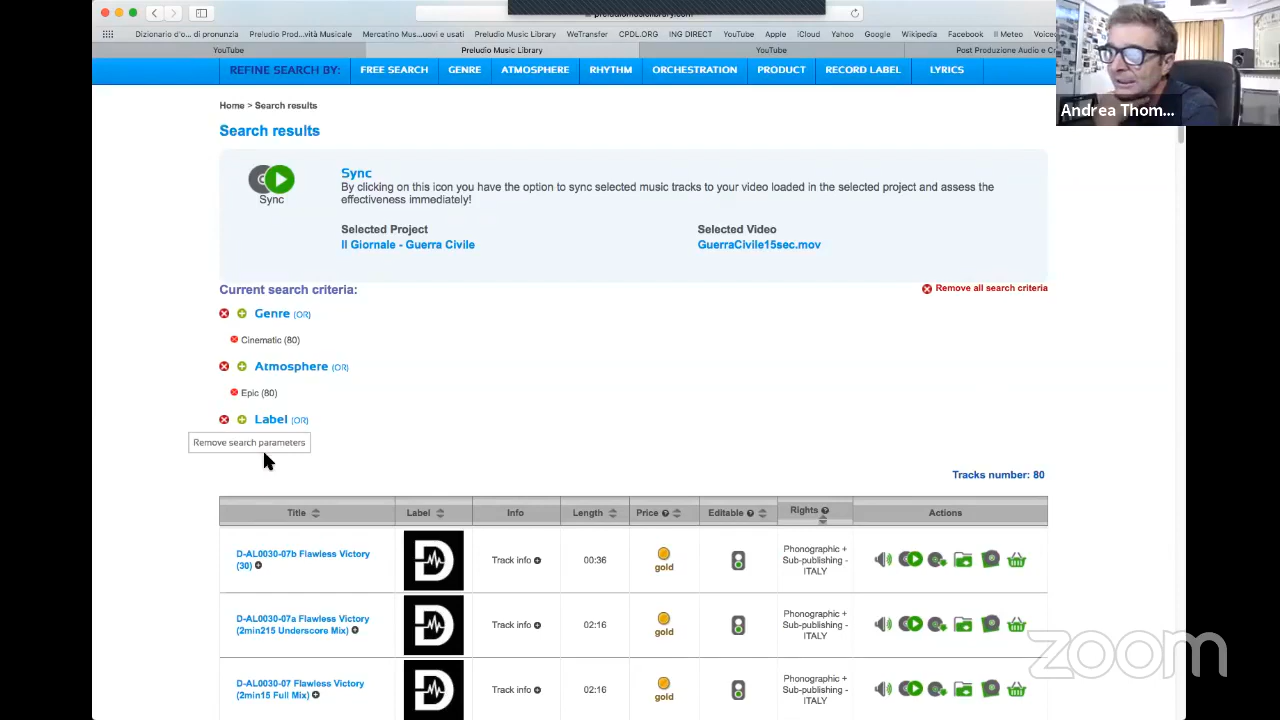 preludiomusiclibrary.com
Dizionario d'o... di pronunzia
Preludio Prod...vità Musicale
Mercatino Mus...uovi e usati
Preludio Music Library
WeTransfer
CPDL.ORG
ING DIRECT
YouTube
Apple
iCloud
Yahoo
Google
Wikipedia
Facebook
Il Meteo
YouTube
Preludio Music Library
YouTube
Post Produzione Audio e
REFINE SEARCH BY:
FREE SEARCH
GENRE
ATMOSPHERE
RHYTHM
ORCHESTRATION
PRODUCT
RECORD LABEL
LYRICS
Andrea Thom...
Home > Search results
Search results
Sync
Sync
By clicking on this icon you have the option to sync selected music tracks to your video loaded in the selected project and assess the
effectiveness immediately!
Selected Project
Selected Video
Il Giornale - Guerra Civile
GuerraCivile15sec.mov
Current search criteria:
Remove all search criteria
Genre (OR)
Cinematic (80)
Atmosphere (OR)
Epic (80)
Label (OR)
Remove search parameters
Tracks number: 80
Title
Label
Info
Length
Price
Editable
Rights
Actions
D-AL0030-07b Flawless Victory
(30)
D
Track info
00:36
gold
Phonographic +
Sub-publishing -
ITALY
D-AL0030-07a Flawless Victory
(2min215 Underscore Mix)
D
Track info
02:16
gold
Phonographic +
Sub-publishing -
ITALY
D-AL0030-07 Flawless Victory
(2min15 Full Mix)
D
Track info
02:16
gold
Phonographic +
Sub-publishing -
ITALY
zoom